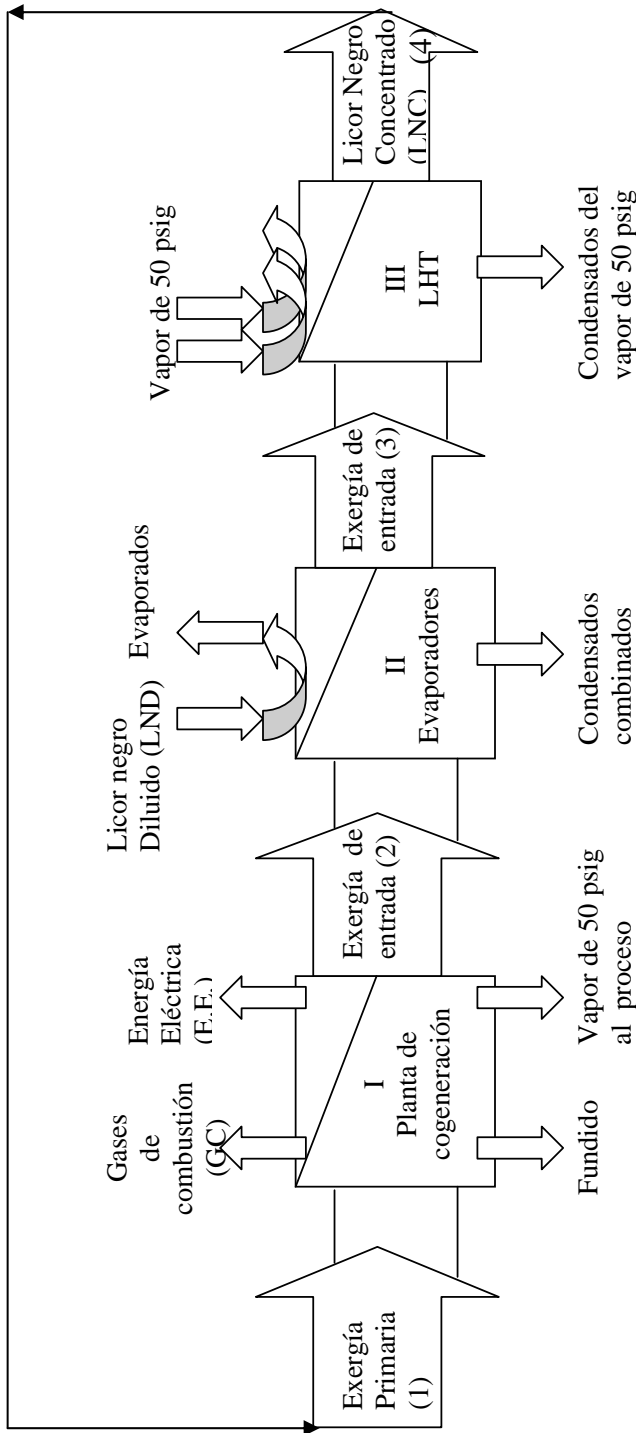 Gases
de
combustión
(GC)
Energía
Eléctrica
(E.E.)
Licor negro
Diluido (LND)
Evaporados
Vapor de 50 psig
Exergía
Primaria
(1)
I
Planta de
cogeneración
Exergía de
entrada (2)
II
Evaporadores
Exergía de
entrada (3)
III
LHT
Licor Negro
Concentrado
(LNC) (4)
Fundido
Vapor de 50 psig
al proceso
Condensados
combinados
Condensados del
vapor de 50 psig